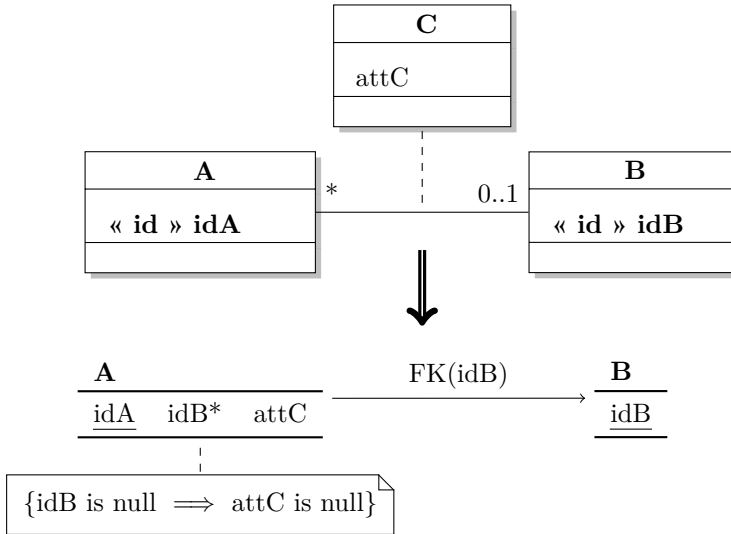 C
attC
A
B
* 0..1
« id » idA
« id » idB
A
FK(idB)
B
idA idB* attC
idB
{idB is null ⟹ attC is null}